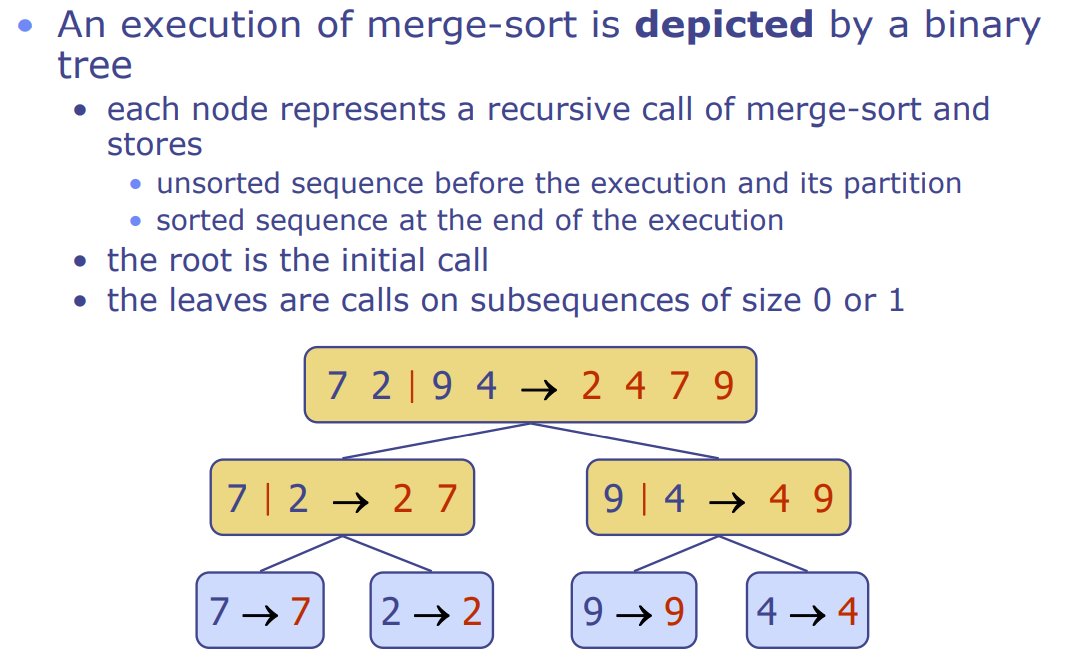 • An execution of merge-sort is depicted by a binary
tree
• each node represents a recursive call of merge-sort and
stores
• unsorted sequence before the execution and its partition
• sorted sequence at the end of the execution
• the root is the initial call
• the leaves are calls on subsequences of size 0 or 1
7 2 | 9 4 → 2 4 7 9
7 | 2 → 2 7
9 | 4 → 4 9
7 → 7
2 → 2
9 → 9
4 → 4